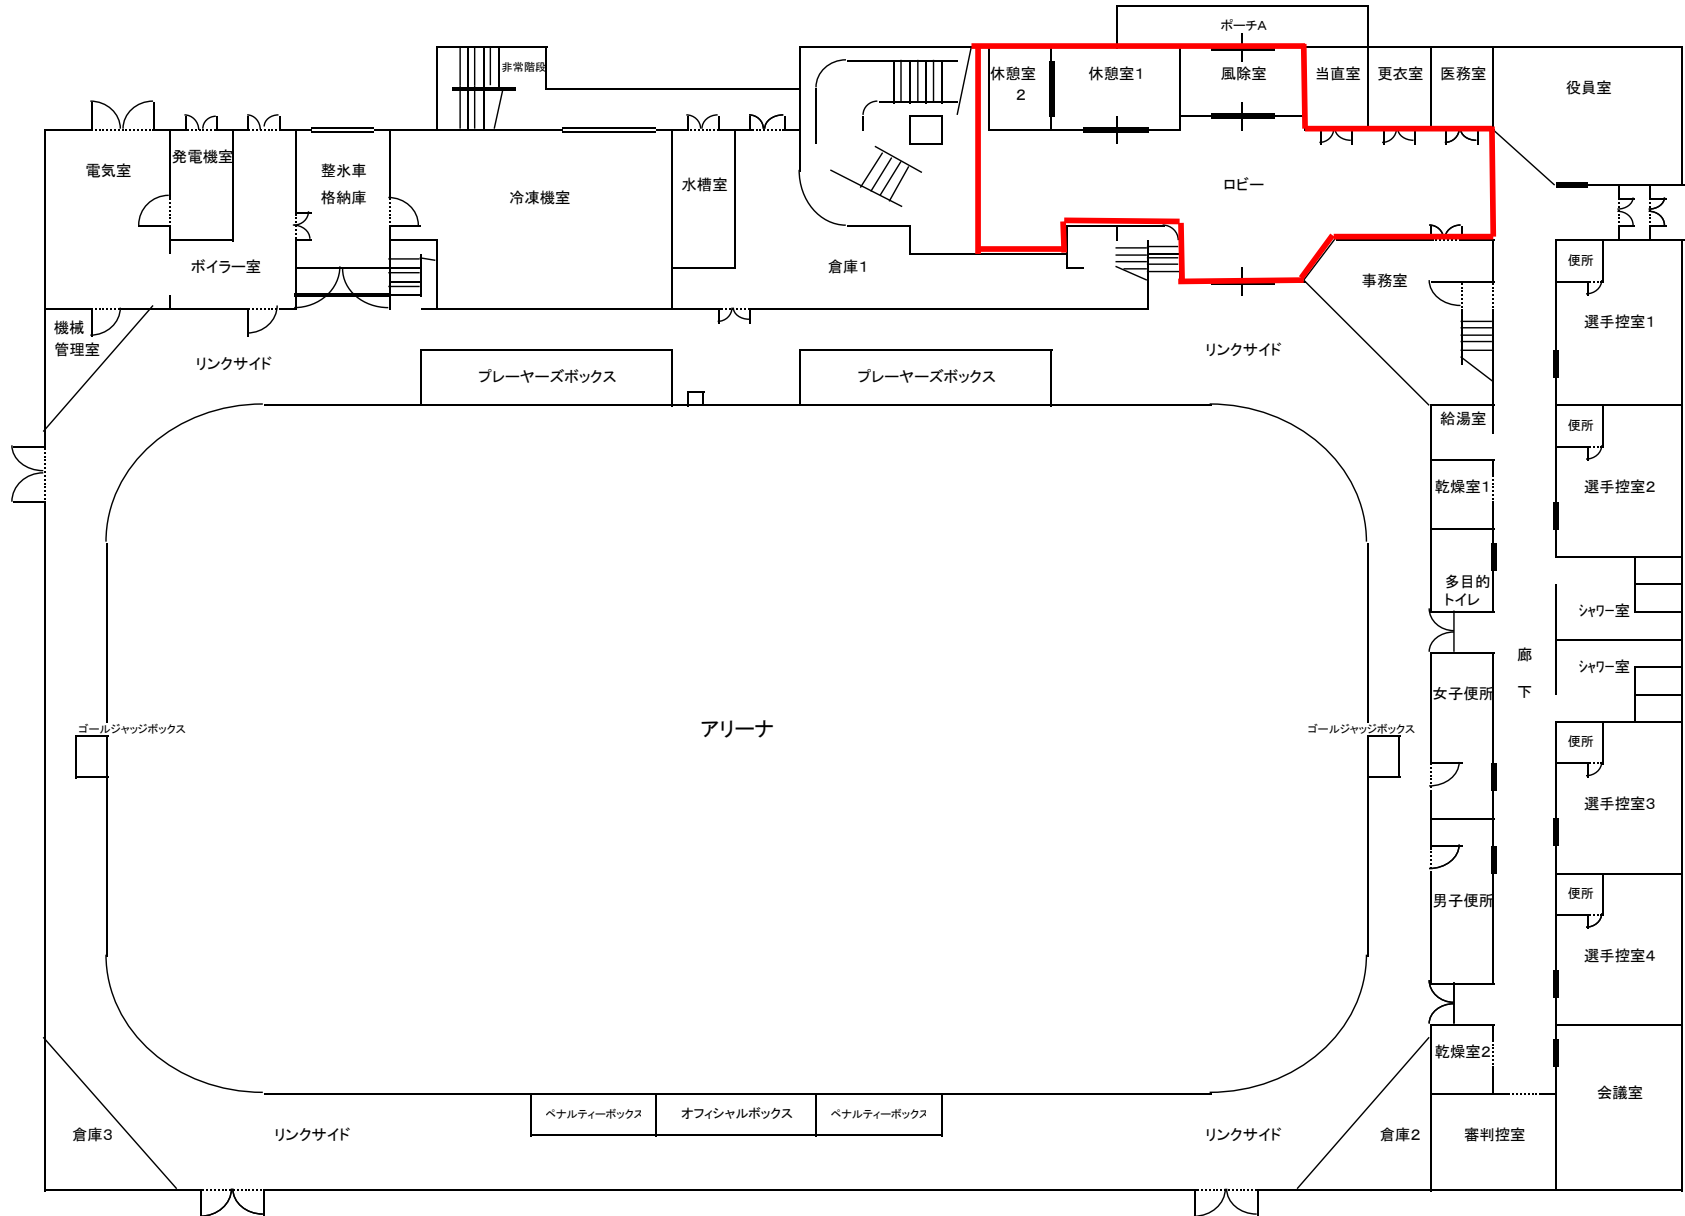 ポーチA
非常階段
休憩室
2
休憩室1
風除室
当直室
更衣室
医務室
役員室
電気室
発電機室
整氷車
格納庫
冷凍機室
水槽室
ロビー
ボイラー室
倉庫1
事務室
便所
機械
管理室
リンクサイド
プレーヤーズボックス
プレーヤーズボックス
リンクサイド
選手控室1
給湯室
便所
乾燥室1
選手控室2
多目的
トイレ
シャワー室
廊
下
シャワー室
女子便所
ゴールジャッジボックス
アリーナ
ゴールジャッジボックス
便所
選手控室3
男子便所
便所
選手控室4
乾燥室2
会議室
倉庫3
リンクサイド
ペナルティーボックス
オフィシャルボックス
ペナルティーボックス
リンクサイド
倉庫2
審判控室